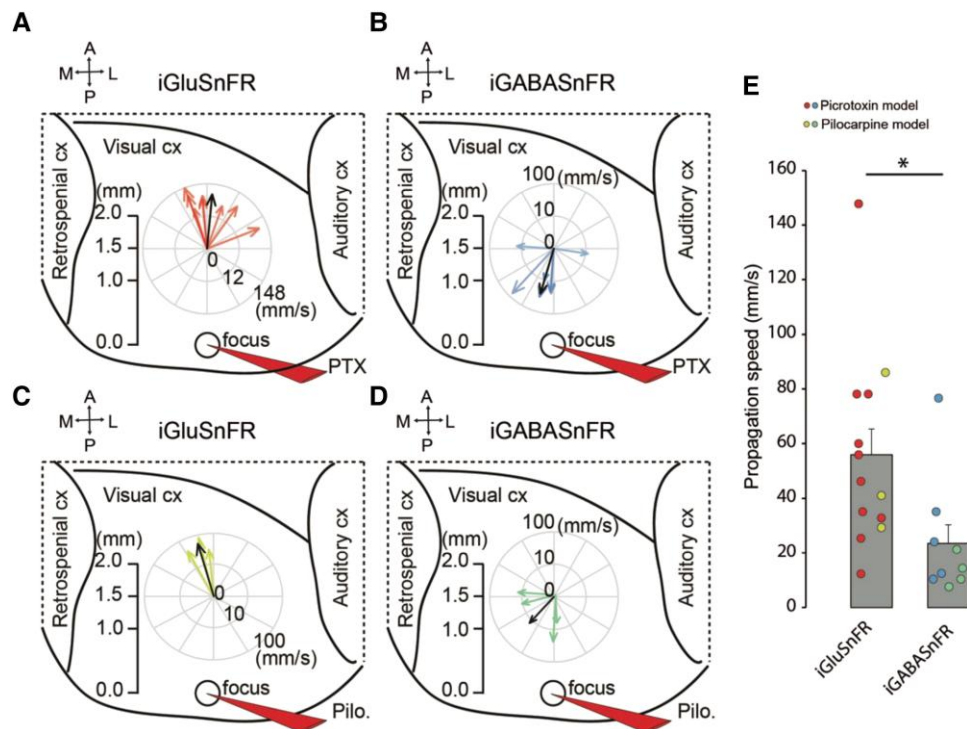 A
A
M L
P
iGluSnFR
Retrospenial cx
Visual cx
Auditory cx
(mm)
2.0
1.5
1.0
0.0
0
12
148
(mm/s)
focus
PTX
B
A
M L
P
iGABASnFR
Retrospenial cx
Visual cx
Auditory cx
(mm)
2.0
1.5
1.0
0.0
100 (mm/s)
10
0
focus
PTX
C
A
M L
P
iGluSnFR
Retrospenial cx
Visual cx
Auditory cx
(mm)
2.0
1.5
1.0
0.0
0
10
100
(mm/s)
focus
Pilo.
D
A
M L
P
iGABASnFR
Retrospenial cx
Visual cx
Auditory cx
(mm)
2.0
1.5
1.0
0.0
100 (mm/s)
10
0
focus
Pilo.
E
Picrotoxin model
Pilocarpine model
*
Propagation speed (mm/s)
160
140
120
100
80
60
40
20
0
iGluSnFR
iGABASnFR